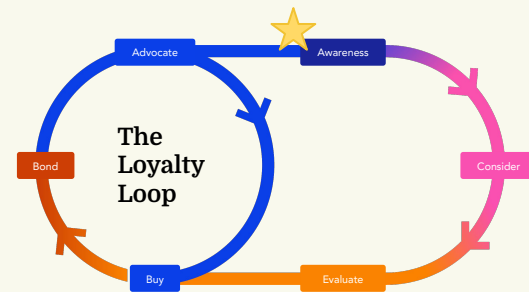 Advocate
Awareness
The
Loyalty
Loop
Bond
Consider
Buy
Evaluate